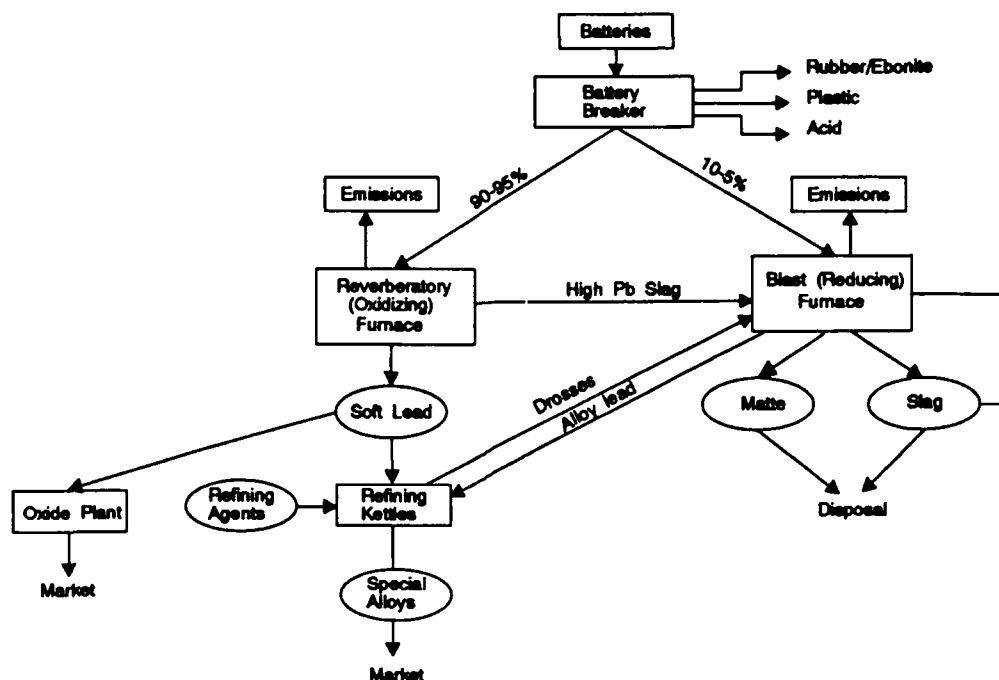 Batteries
Battery
Breaker
Rubber/Ebonite
Plastic
Acid
90-95%
10-5%
Emissions
Emissions
Reverberatory
(Oxidizing)
Furnace
High Pb Slag
Blast (Reducing)
Furnace
Soft Lead
Drosses
Alloy lead
Matte
Slag
Oxide Plant
Refining
Agents
Refining
Kettles
Disposal
Market
Special
Alloys
Market